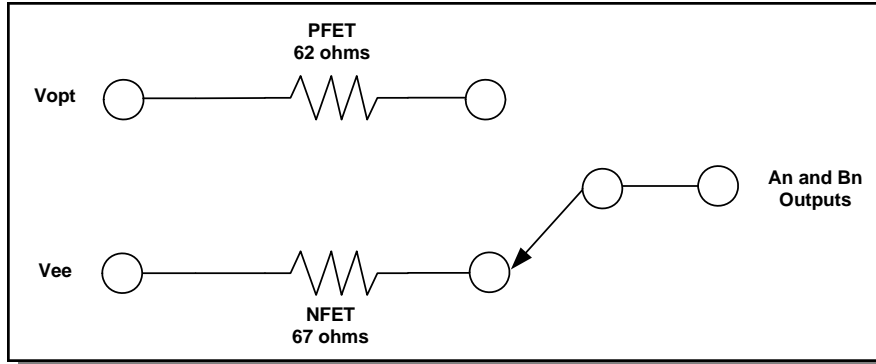 PFET
62 ohms
Vopt
An and Bn
Outputs
Vee
NFET
67 ohms